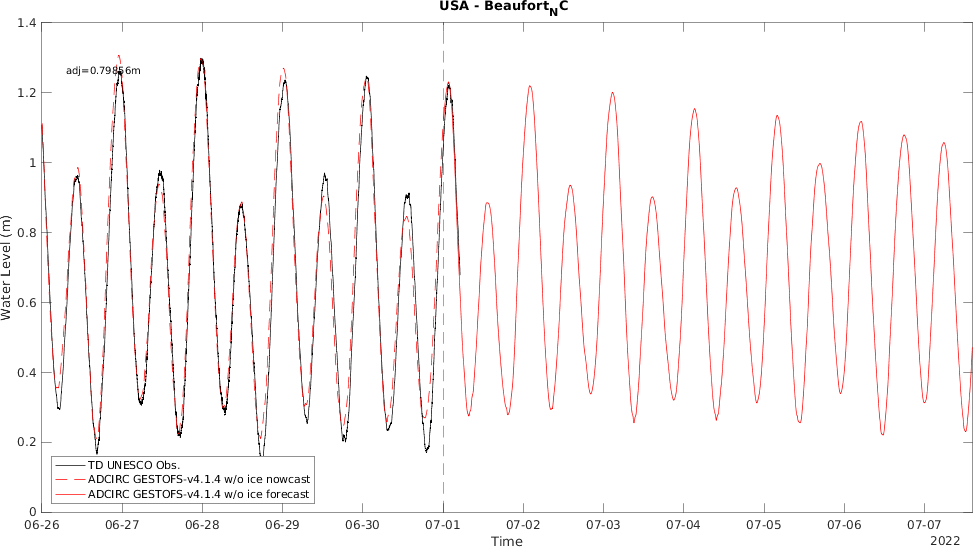 USA - Beaufort_NC
1.4
adj=0.79856m
1.2
1
0.8
0.6
0.4
0.2
0
Water Level (m)
TD UNESCO Obs.
ADCIRC GESTOFS-v4.1.4 w/o ice nowcast
ADCIRC GESTOFS-v4.1.4 w/o ice forecast
06-26 06-27 06-28 06-29 06-30 07-01 07-02 07-03 07-04 07-05 07-06 07-07
Time
2022